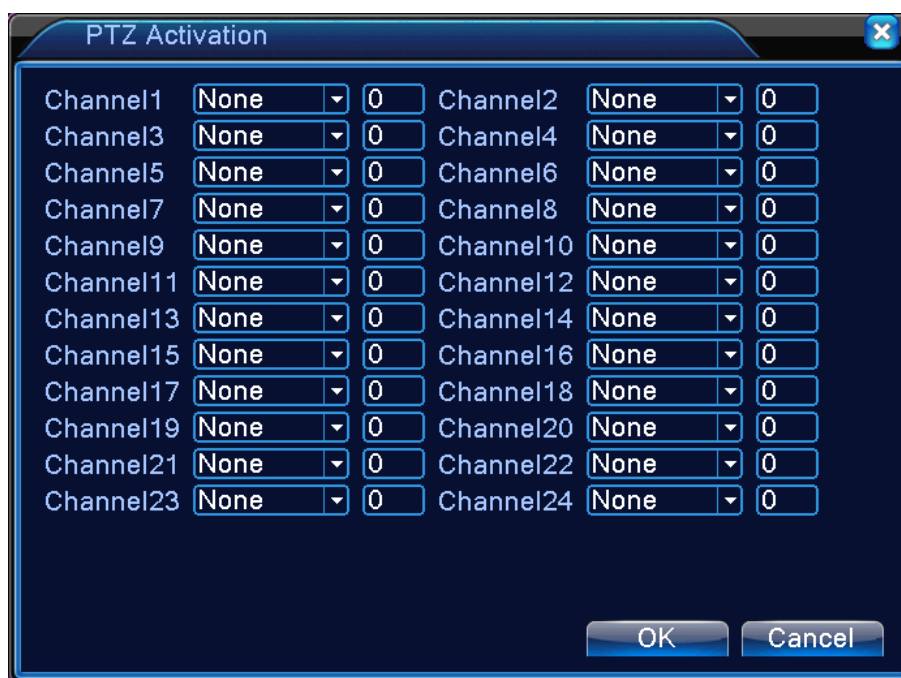 PTZ Activation
Channel1 None 0 Channel2 None 0
Channel3 None 0 Channel4 None 0
Channel5 None 0 Channel6 None 0
Channel7 None 0 Channel8 None 0
Channel9 None 0 Channel10 None 0
Channel11 None 0 Channel12 None 0
Channel13 None 0 Channel14 None 0
Channel15 None 0 Channel16 None 0
Channel17 None 0 Channel18 None 0
Channel19 None 0 Channel20 None 0
Channel21 None 0 Channel22 None 0
Channel23 None 0 Channel24 None 0
OK Cancel